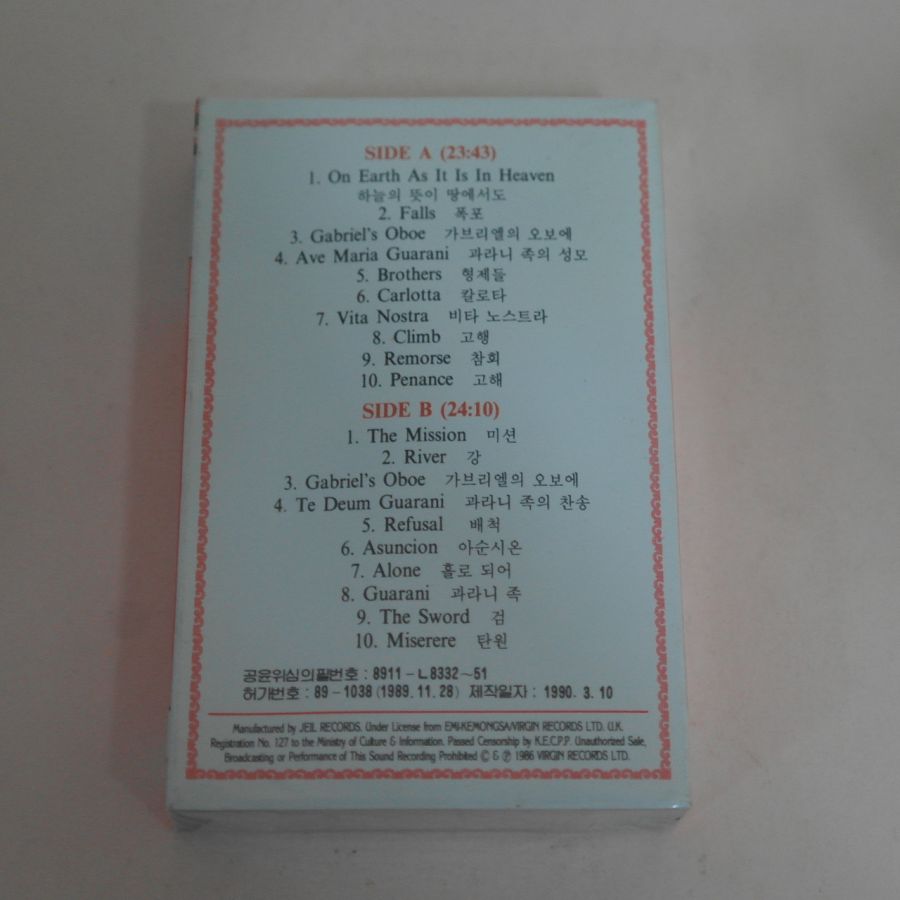 SIDE A (23:43)
1. On Earth As It Is In Heaven
하늘의 뜻이 땅에서도
2. Falls 폭포
3. Gabriel's Oboe 가브리엘의 오보에
4. Ave Maria Guarani 과라니 족의 성모
5. Brothers 형제들
6. Carlotta 칼로타
7. Vita Nostra 비타 노스트라
8. Climb 고행
9. Remorse 참회
10. Penance 고해
SIDE B (24:10)
1. The Mission 미션
2. River 강
3. Gabriel's Oboe 가브리엘의 오보에
4. Te Deum Guarani 과라니 족의 찬송
5. Refusal 배척
6. Asuncion 아순시온
7. Alone 홀로 되어
8. Guarani 과라니 족
9. The Sword 검
10. Miserere 탄원
공윤위심의필번호 : 8911-ㄴ8332~51
허가번호 : 89-1038 (1989. 11. 28) 제작일자 : 1990. 3. 10
Manufactured by JEIL RECORDS. Under License from EMI-KEMONGSA/VIRGIN RECORDS LTD. U.K.
Registration No. 127 to the Ministry of Culture & Information. Passed Censorship by K.E.C.P.P. Unauthorized Sale,
Broadcasting or Performance of This Sound Recording Prohibited © & ℗ 1986 VIRGIN RECORDS LTD.